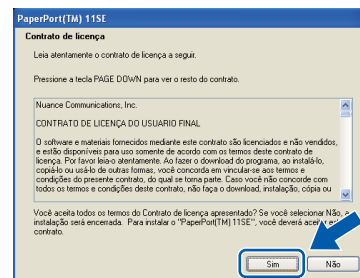 PaperPort(TM) 11SE
Contrato de licença
Leia atentamente o contrato de licença a seguir.
Pressione a tecla PAGE DOWN para ver o resto do contrato.
Nuance Communications, Inc.
CONTRATO DE LICENÇA DO USUARIO FINAL
O software e materiais fornecidos mediante este contrato são licenciados e não vendidos,
e estão disponíveis para uso somente de acordo com os termos deste contrato de
licença. Por favor leia-o atentamente. Ao fazer o download do programa, ao instalá-lo,
copiá-lo ou usá-lo de outras formas, você concorda em vincular-se aos termos e
condições do presente contrato, do qual se torna parte. Caso você não concorde com
todos os termos e condições deste contrato, não faça o download, instalação, cópia ou
Você aceita todos os termos do Contrato de licença apresentado? Se você selecionar Não, a
instalação será encerrada. Para instalar o "PaperPort(TM) 11SE", você deverá aceitar
contrato.
Sim
Não